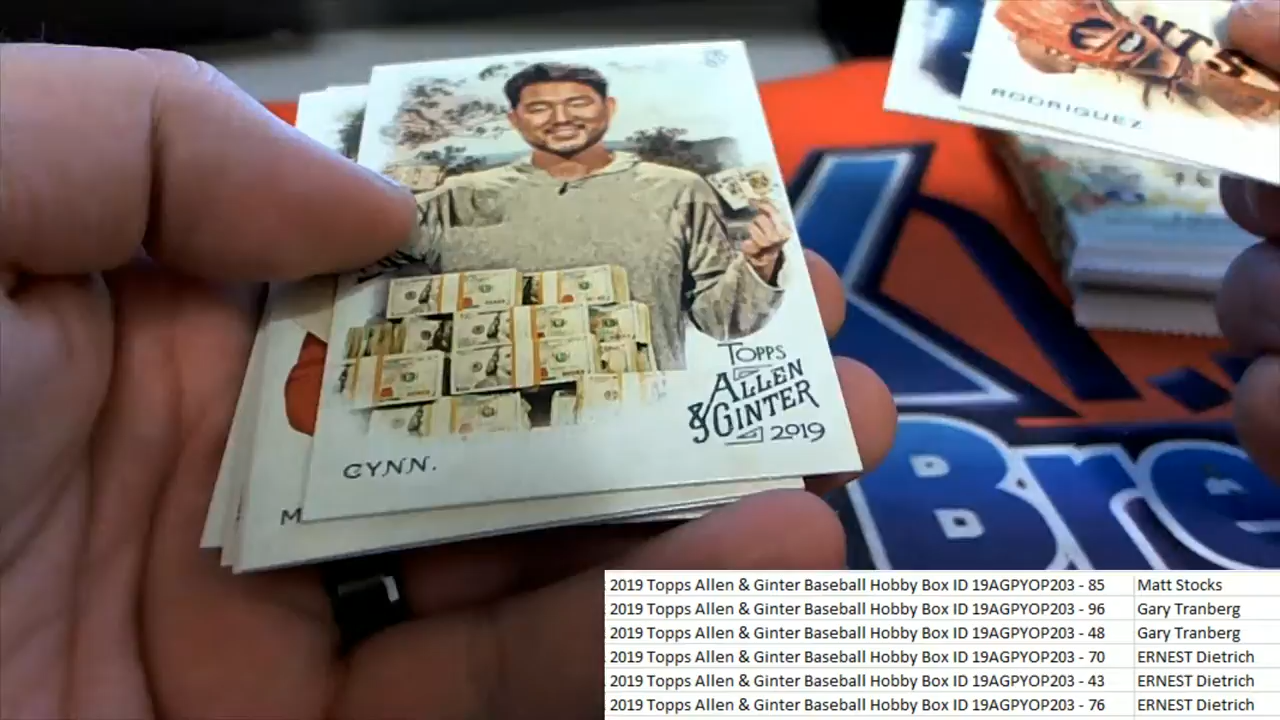 NTS
RODRIGUEZ
TOPPS
ALLEN
& GINTER
2019
CYNN.
M
Bre
2019 Topps Allen & Ginter Baseball Hobby Box ID 19AGPYOP203 - 85 Matt Stocks
2019 Topps Allen & Ginter Baseball Hobby Box ID 19AGPYOP203 - 96 Gary Tranberg
2019 Topps Allen & Ginter Baseball Hobby Box ID 19AGPYOP203 - 48 Gary Tranberg
2019 Topps Allen & Ginter Baseball Hobby Box ID 19AGPYOP203 - 70 ERNEST Dietrich
2019 Topps Allen & Ginter Baseball Hobby Box ID 19AGPYOP203 - 43 ERNEST Dietrich
2019 Topps Allen & Ginter Baseball Hobby Box ID 19AGPYOP203 - 76 ERNEST Dietrich